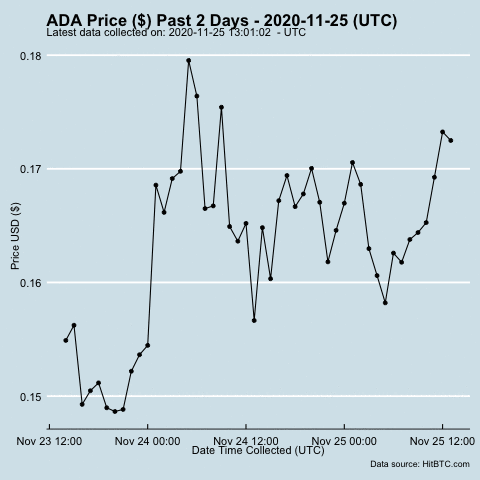 ADA Price ($) Past 2 Days - 2020-11-25 (UTC)
Latest data collected on: 2020-11-25 13:01:02 - UTC
0.18
0.17
0.16
0.15
Price USD ($)
Nov 23 12:00 Nov 24 00:00 Nov 24 12:00 Nov 25 00:00 Nov 25 12:00
Date Time Collected (UTC)
Data source: HitBTC.com